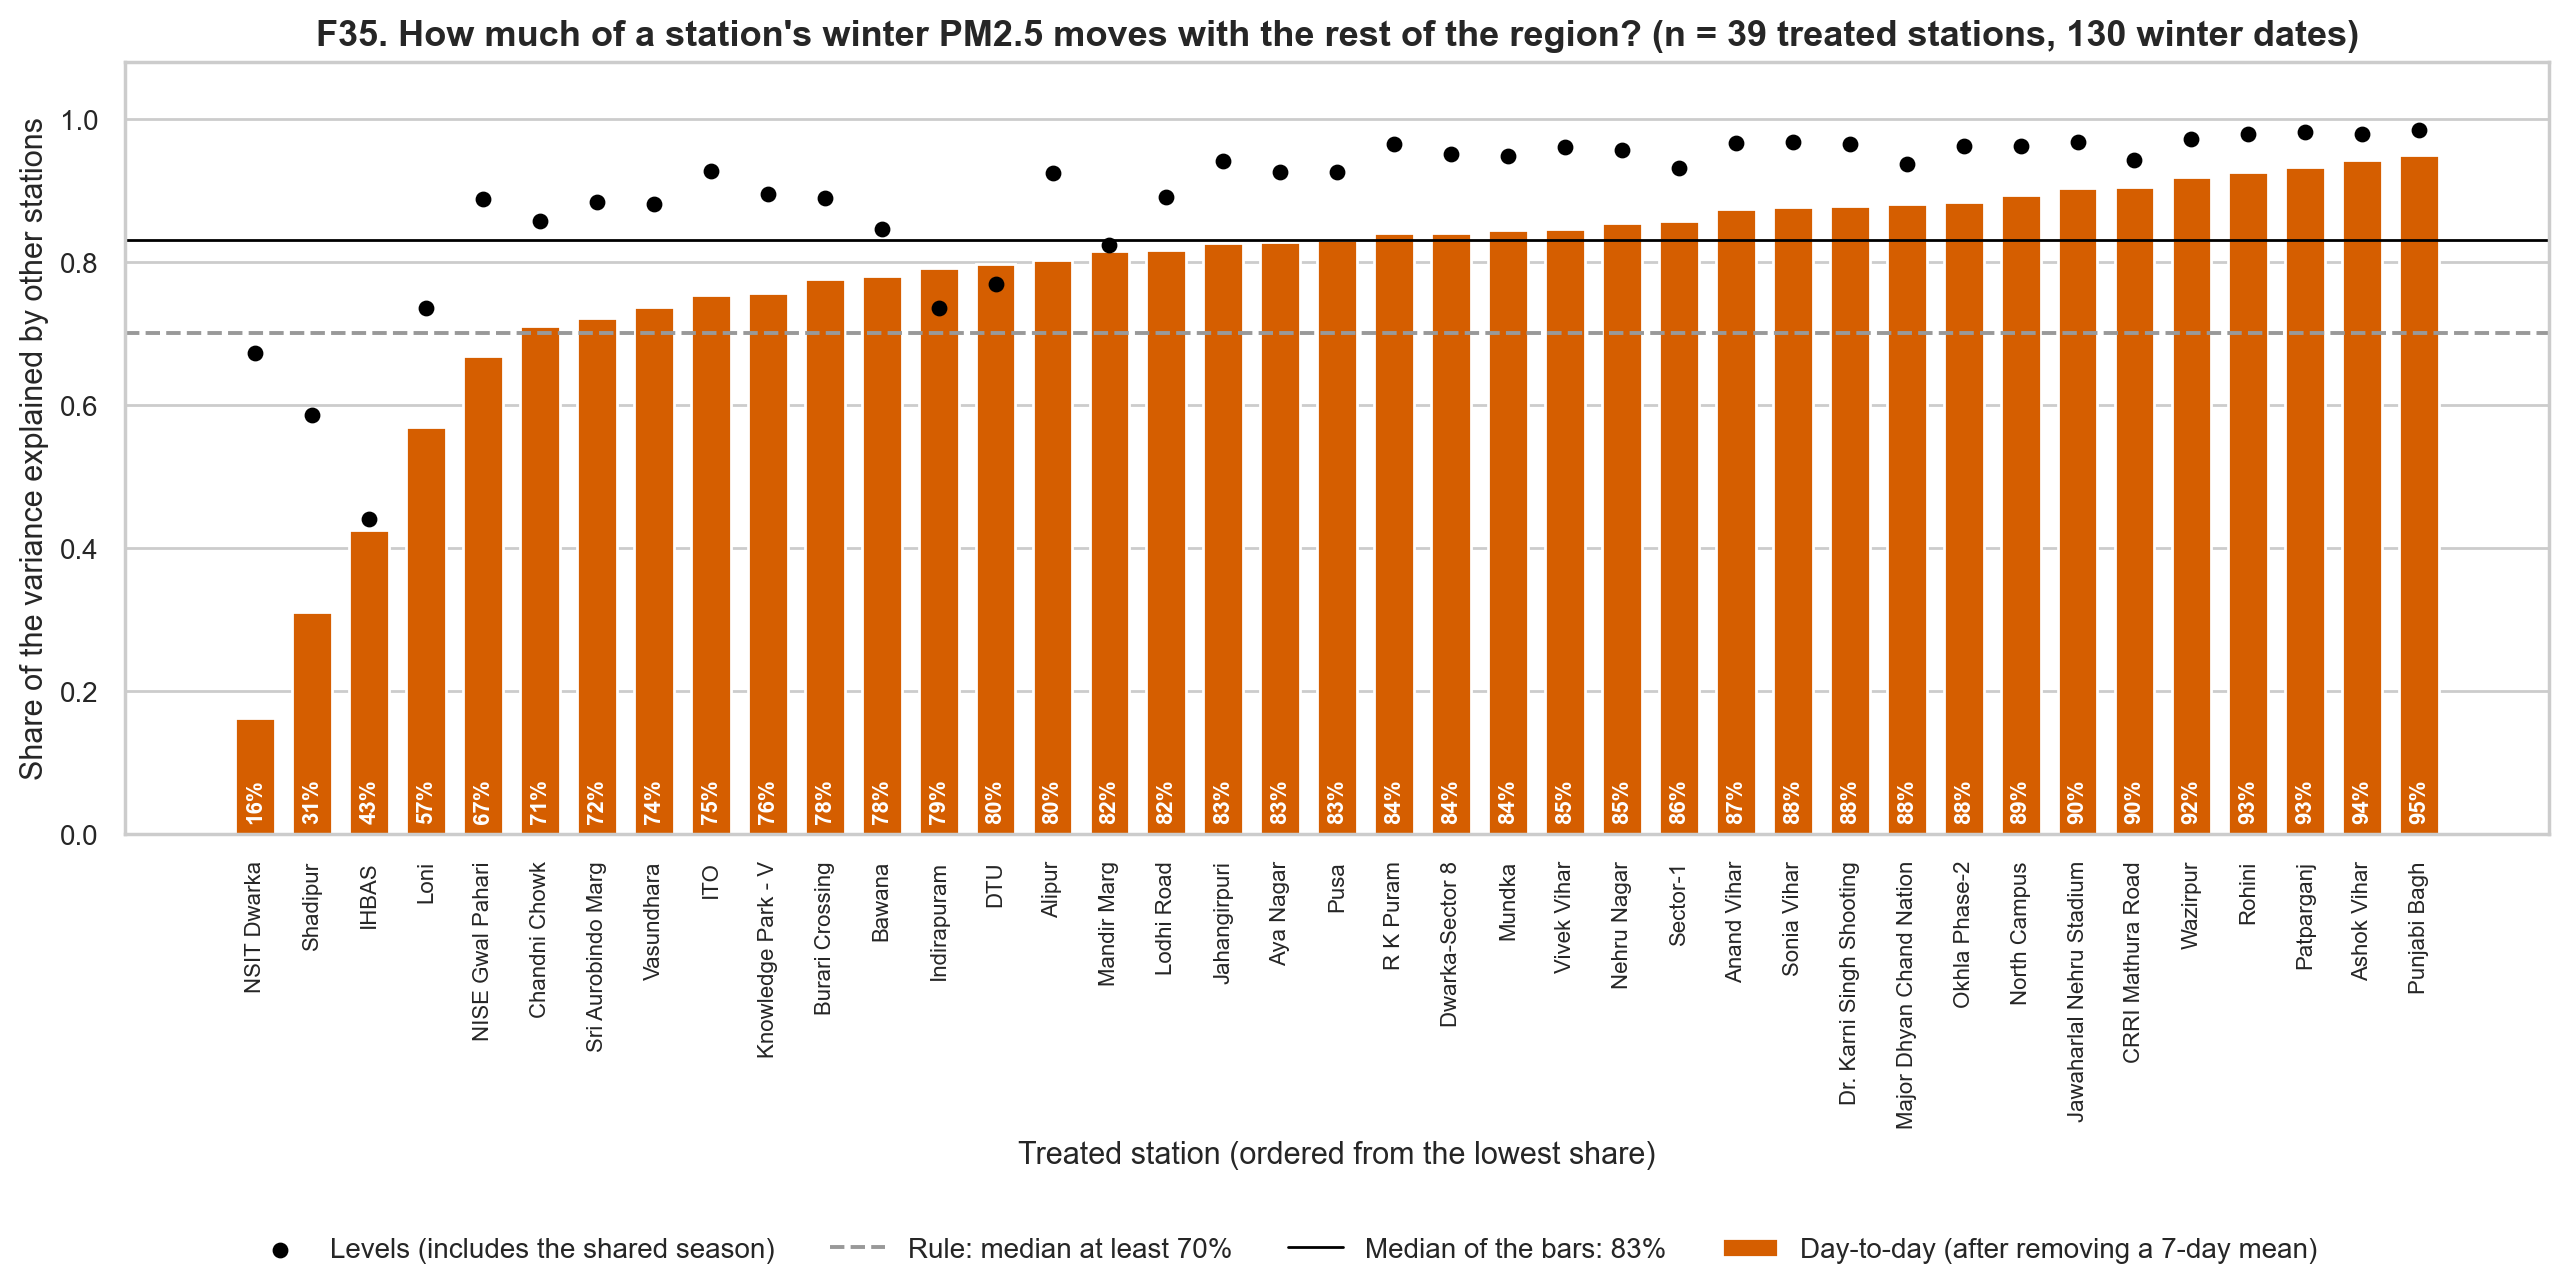 F35. How much of a station's winter PM2.5 moves with the rest of the region? (n = 39 treated stations, 130 winter dates)
Share of the variance explained by other stations
1.0
0.8
0.6
0.4
0.2
0.0
16%
31%
43%
57%
67%
71%
72%
74%
75%
76%
78%
78%
79%
80%
80%
82%
82%
83%
83%
83%
84%
84%
84%
85%
85%
86%
87%
88%
88%
88%
88%
89%
90%
90%
92%
93%
93%
94%
95%
NSIT Dwarka
Shadipur
IHBAS
Loni
NISE Gwal Pahari
Chandni Chowk
Sri Aurobindo Marg
Vasundhara
ITO
Knowledge Park - V
Burari Crossing
Bawana
Indirapuram
DTU
Alipur
Mandir Marg
Lodhi Road
Jahangirpuri
Aya Nagar
Pusa
R K Puram
Dwarka-Sector 8
Mundka
Vivek Vihar
Nehru Nagar
Sector-1
Anand Vihar
Sonia Vihar
Dr. Karni Singh Shooting
Major Dhyan Chand Nation
Okhla Phase-2
North Campus
Jawaharlal Nehru Stadium
CRRI Mathura Road
Wazirpur
Rohini
Patparganj
Ashok Vihar
Punjabi Bagh
Treated station (ordered from the lowest share)
Levels (includes the shared season)
Rule: median at least 70%
Median of the bars: 83%
Day-to-day (after removing a 7-day mean)